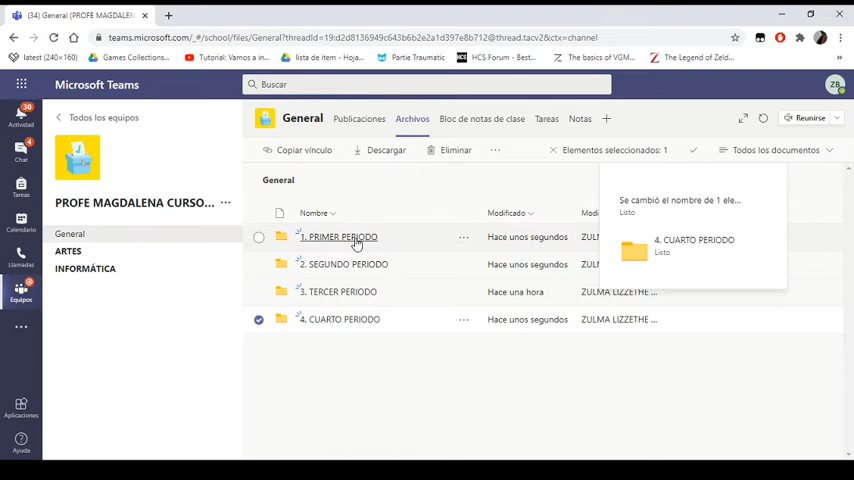 (34) General (PROFE MAGDALENA
teams.microsoft.com/_#/school/files/General?threadId=19:d2d8136949c643b6b2e2a1d397e8b712@thread.tacv2&ctx=channel
latest (240×160) Games Collections... Tutorial: Vamos a in... lista de item - Hoja... Partie Traumatic HCS Forum - Best... The basics of VGM... The Legend of Zeld...
Microsoft Teams
Buscar
ZB
30
Actividad
4
Chat
Tareas
Calendario
Llamadas
Equipos
Aplicaciones
Ayuda
Todos los equipos
PROFE MAGDALENA CURSO... ...
General
ARTES
INFORMÁTICA
General Publicaciones Archivos Bloc de notas de clase Tareas Notas +
Reunirse
Copiar vínculo Descargar Eliminar ... Elementos seleccionados: 1 Todos los documentos
General
Nombre Modificado Modi
1. PRIMER PERIODO ... Hace unos segundos ZULMA
2. SEGUNDO PERIODO Hace unos segundos ZULMA
3. TERCER PERIODO Hace una hora ZULMA LIZZETHE ...
4. CUARTO PERIODO ... Hace unos segundos ZULMA LIZZETHE ...
Se cambió el nombre de 1 ele...
Listo
4. CUARTO PERIODO
Listo